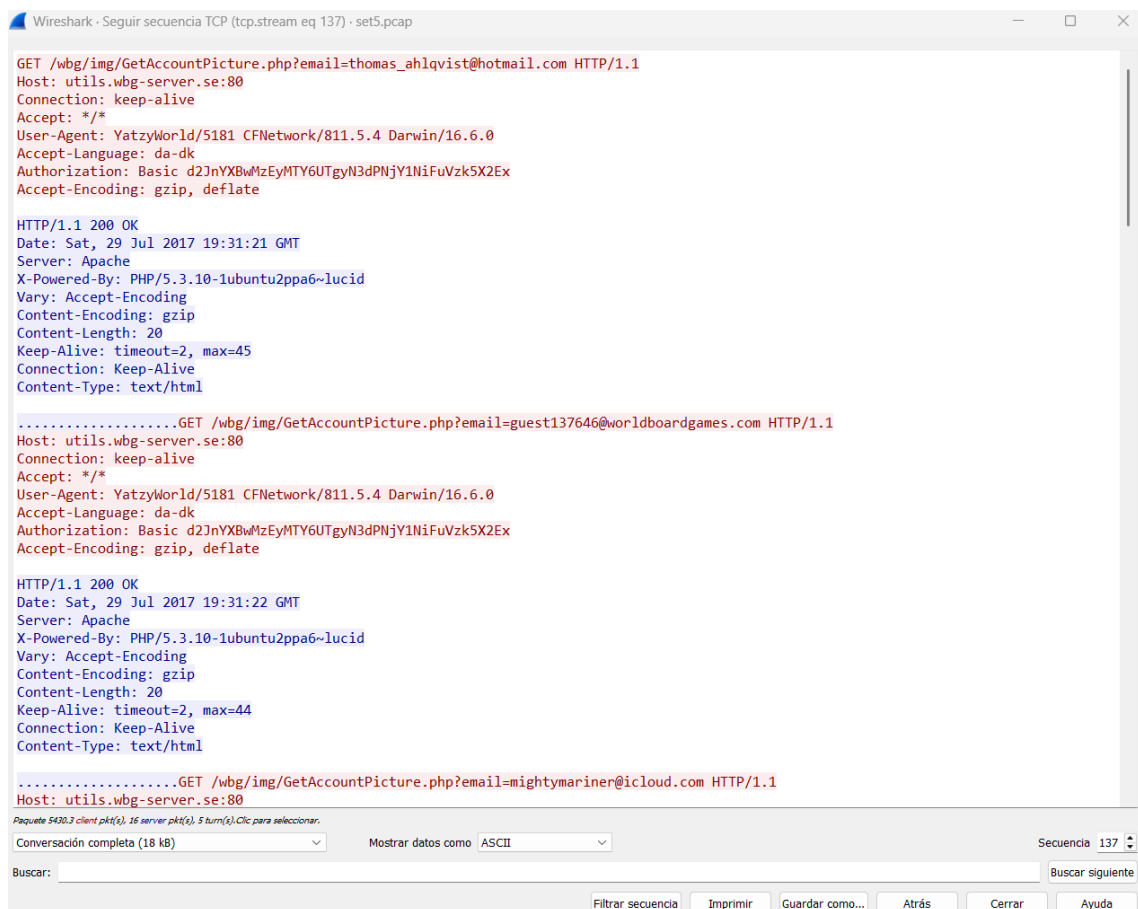 Wireshark · Seguir secuencia TCP (tcp.stream eq 137) · set5.pcap
GET /wbg/img/GetAccountPicture.php?email=thomas_ahlqvist@hotmail.com HTTP/1.1
Host: utils.wbg-server.se:80
Connection: keep-alive
Accept: */*
User-Agent: YatzyWorld/5181 CFNetwork/811.5.4 Darwin/16.6.0
Accept-Language: da-dk
Authorization: Basic d2JnYXBwMzEyMTY6UTgyN3dPNjY1NiFuVzk5X2Ex
Accept-Encoding: gzip, deflate
HTTP/1.1 200 OK
Date: Sat, 29 Jul 2017 19:31:21 GMT
Server: Apache
X-Powered-By: PHP/5.3.10-1ubuntu2ppa6~lucid
Vary: Accept-Encoding
Content-Encoding: gzip
Content-Length: 20
Keep-Alive: timeout=2, max=45
Connection: Keep-Alive
Content-Type: text/html
....................GET /wbg/img/GetAccountPicture.php?email=guest137646@worldboardgames.com HTTP/1.1
Host: utils.wbg-server.se:80
Connection: keep-alive
Accept: */*
User-Agent: YatzyWorld/5181 CFNetwork/811.5.4 Darwin/16.6.0
Accept-Language: da-dk
Authorization: Basic d2JnYXBwMzEyMTY6UTgyN3dPNjY1NiFuVzk5X2Ex
Accept-Encoding: gzip, deflate
HTTP/1.1 200 OK
Date: Sat, 29 Jul 2017 19:31:22 GMT
Server: Apache
X-Powered-By: PHP/5.3.10-1ubuntu2ppa6~lucid
Vary: Accept-Encoding
Content-Encoding: gzip
Content-Length: 20
Keep-Alive: timeout=2, max=44
Connection: Keep-Alive
Content-Type: text/html
....................GET /wbg/img/GetAccountPicture.php?email=mightymariner@icloud.com HTTP/1.1
Host: utils.wbg-server.se:80
Paquete 5430.3 client pkt(s), 16 server pkt(s), 5 turn(s).Clic para seleccionar.
Conversación completa (18 kB) Mostrar datos como ASCII Secuencia 137
Buscar: Buscar siguiente
Filtrar secuencia Imprimir Guardar como... Atrás Cerrar Ayuda